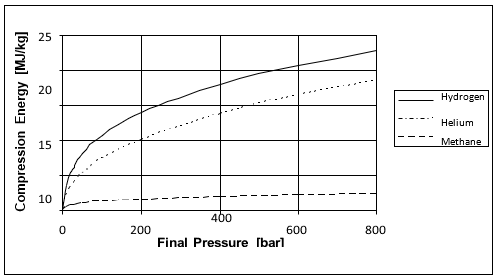 Compression Energy [MJ/kg]
25
20
15
10
0
200
400
600
800
Final Pressure [bar]
Hydrogen
Helium
Methane